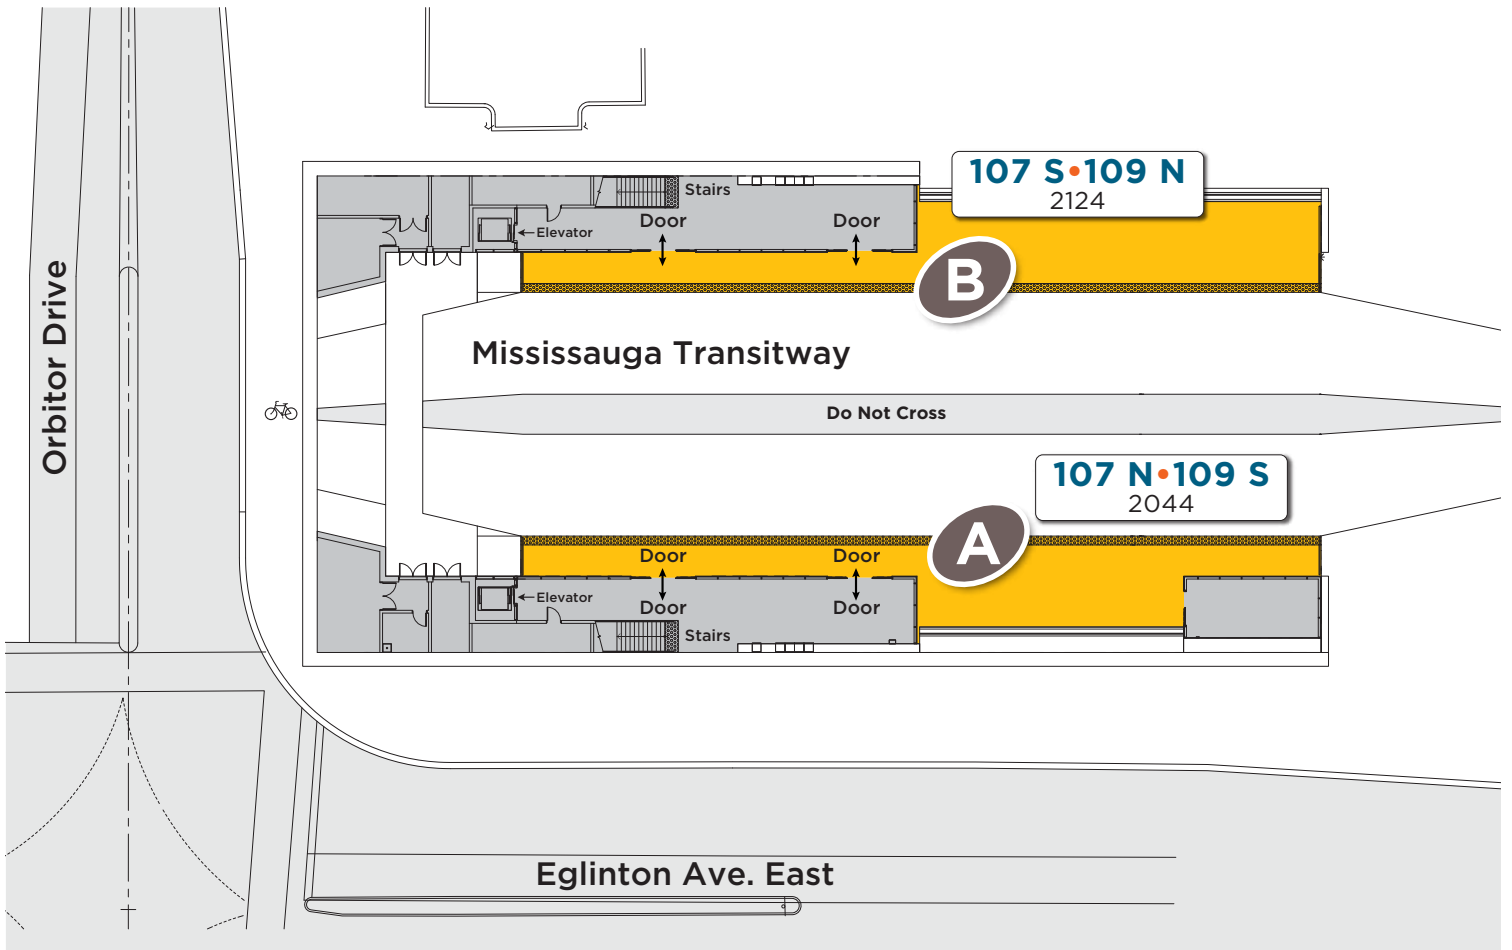 107 S•109 N
2124
Stairs
Door
Door
Elevator
B
Orbitor Drive
Mississauga Transitway
Do Not Cross
107 N•109 S
2044
A
Door
Door
Elevator
Door
Door
Stairs
Eglinton Ave. East